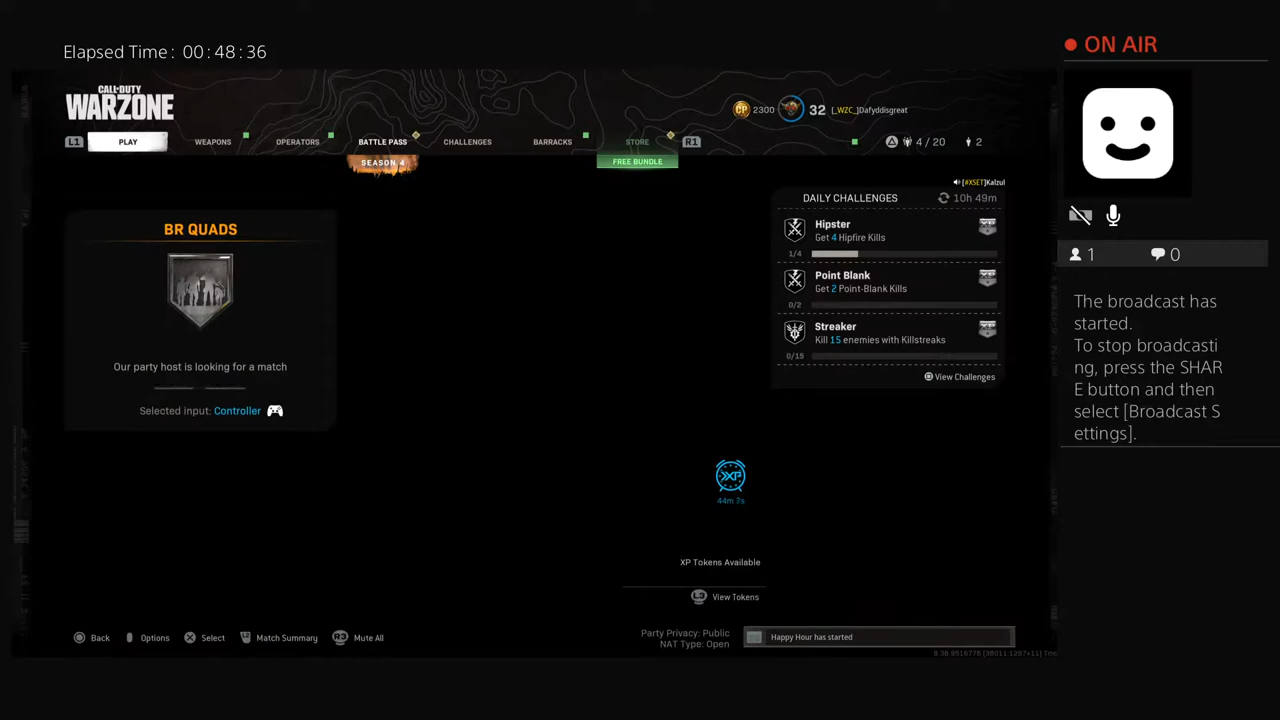 Elapsed Time: 00:48:36
ON AIR
CALL OF DUTY
WARZONE
CP 2300 32 [_WZC_]Dafyddisgreat
L1 PLAY WEAPONS OPERATORS BATTLE PASS CHALLENGES BARRACKS STORE R1 4 / 20 2
SEASON 4 FREE BUNDLE
[#XSET]Kalzul
DAILY CHALLENGES 10h 49m
Hipster
Get 4 Hipfire Kills
1/4
Point Blank
Get 2 Point-Blank Kills
0/2
Streaker
Kill 15 enemies with Killstreaks
0/15
View Challenges
BR QUADS
Our party host is looking for a match
Selected input: Controller
XP
44m 7s
XP Tokens Available
L3 View Tokens
Back Options Select Match Summary R3 Mute All
Party Privacy: Public
NAT Type: Open
Happy Hour has started
1 0
The broadcast has
started.
To stop broadcasti
ng, press the SHAR
E button and then
select [Broadcast S
ettings].